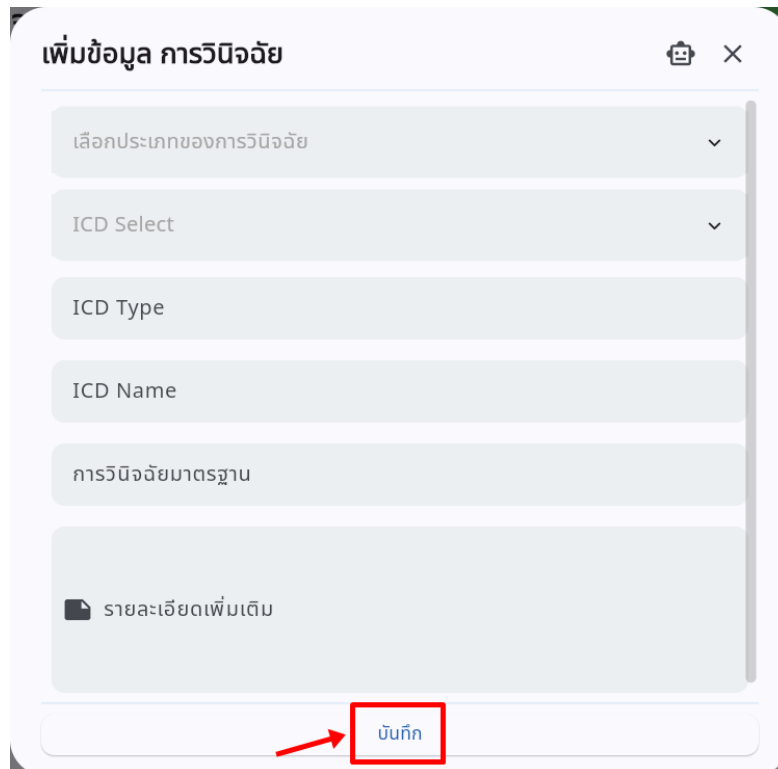 เพิ่มข้อมูล การวินิจฉัย
เลือกประเภทของการวินิจฉัย
ICD Select
ICD Type
ICD Name
การวินิจฉัยมาตรฐาน
รายละเอียดเพิ่มเติม
บันทึก